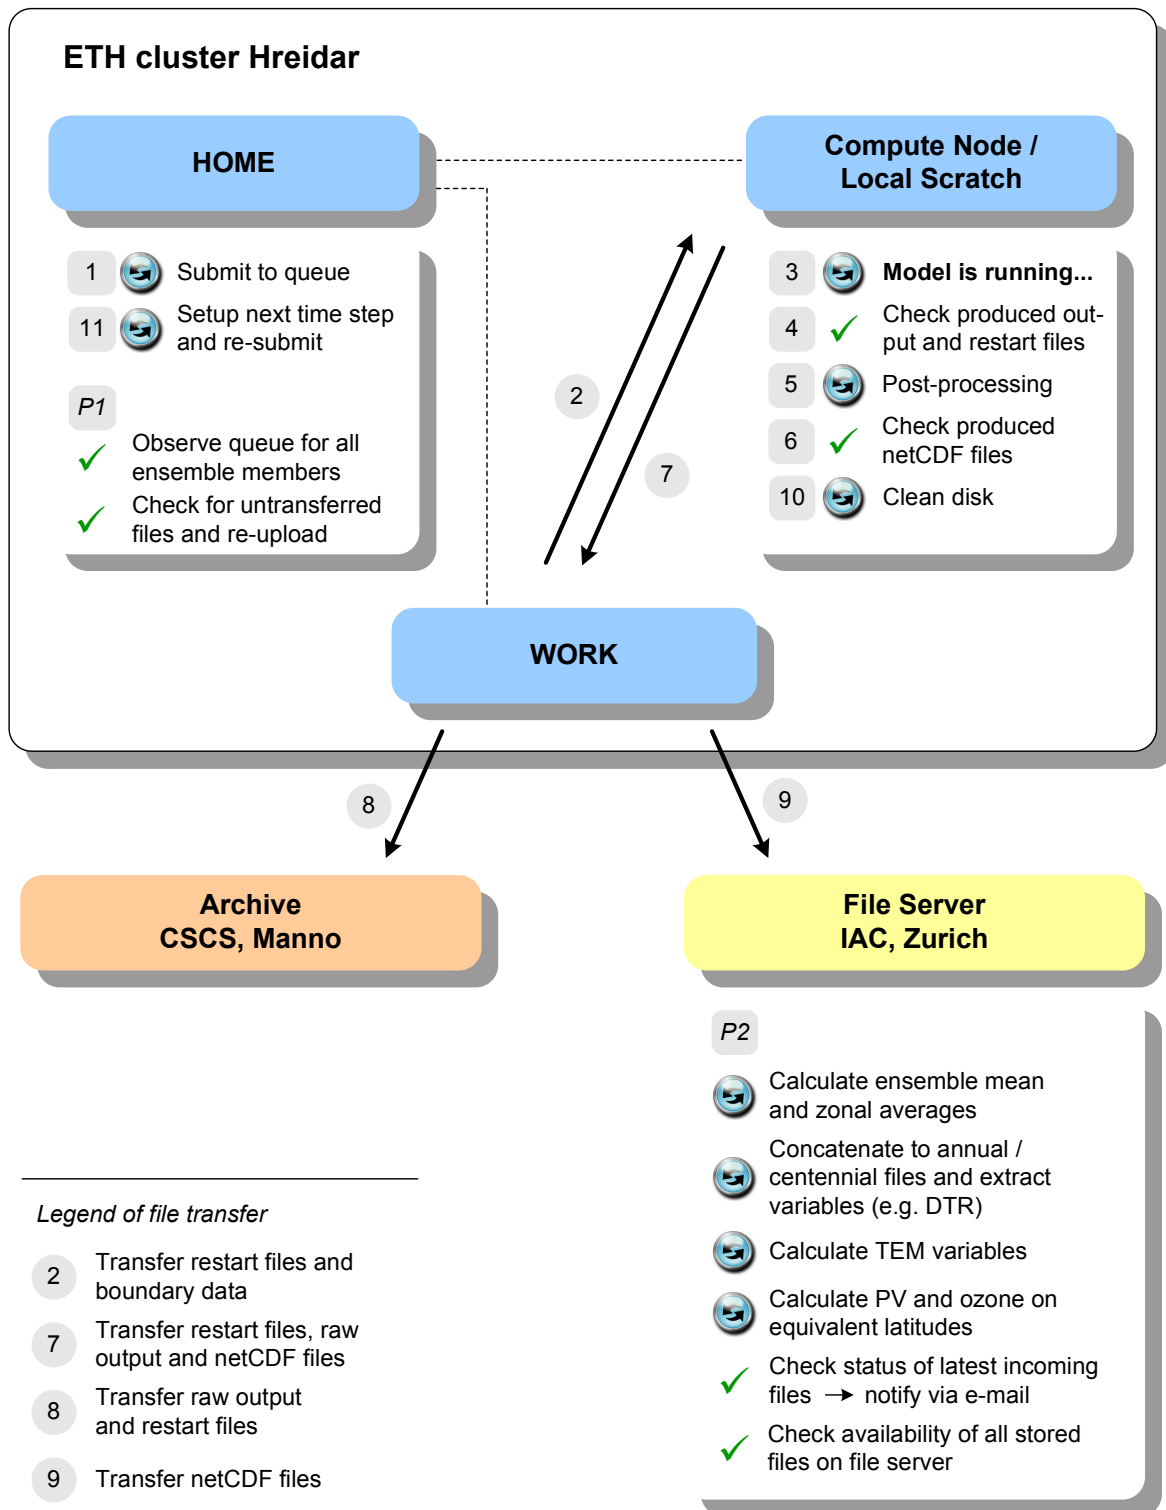 ETH cluster Hreidar
HOME
1 Submit to queue
11 Setup next time step
and re-submit
P1
Observe queue for all
ensemble members
Check for untransferred
files and re-upload
Compute Node /
Local Scratch
3 Model is running...
4 Check produced out-
put and restart files
5 Post-processing
6 Check produced
netCDF files
10 Clean disk
2
7
WORK
8
9
Archive
CSCS, Manno
File Server
IAC, Zurich
P2
Calculate ensemble mean
and zonal averages
Concatenate to annual /
centennial files and extract
variables (e.g. DTR)
Calculate TEM variables
Calculate PV and ozone on
equivalent latitudes
Check status of latest incoming
files → notify via e-mail
Check availability of all stored
files on file server
Legend of file transfer
2 Transfer restart files and
boundary data
7 Transfer restart files, raw
output and netCDF files
8 Transfer raw output
and restart files
9 Transfer netCDF files